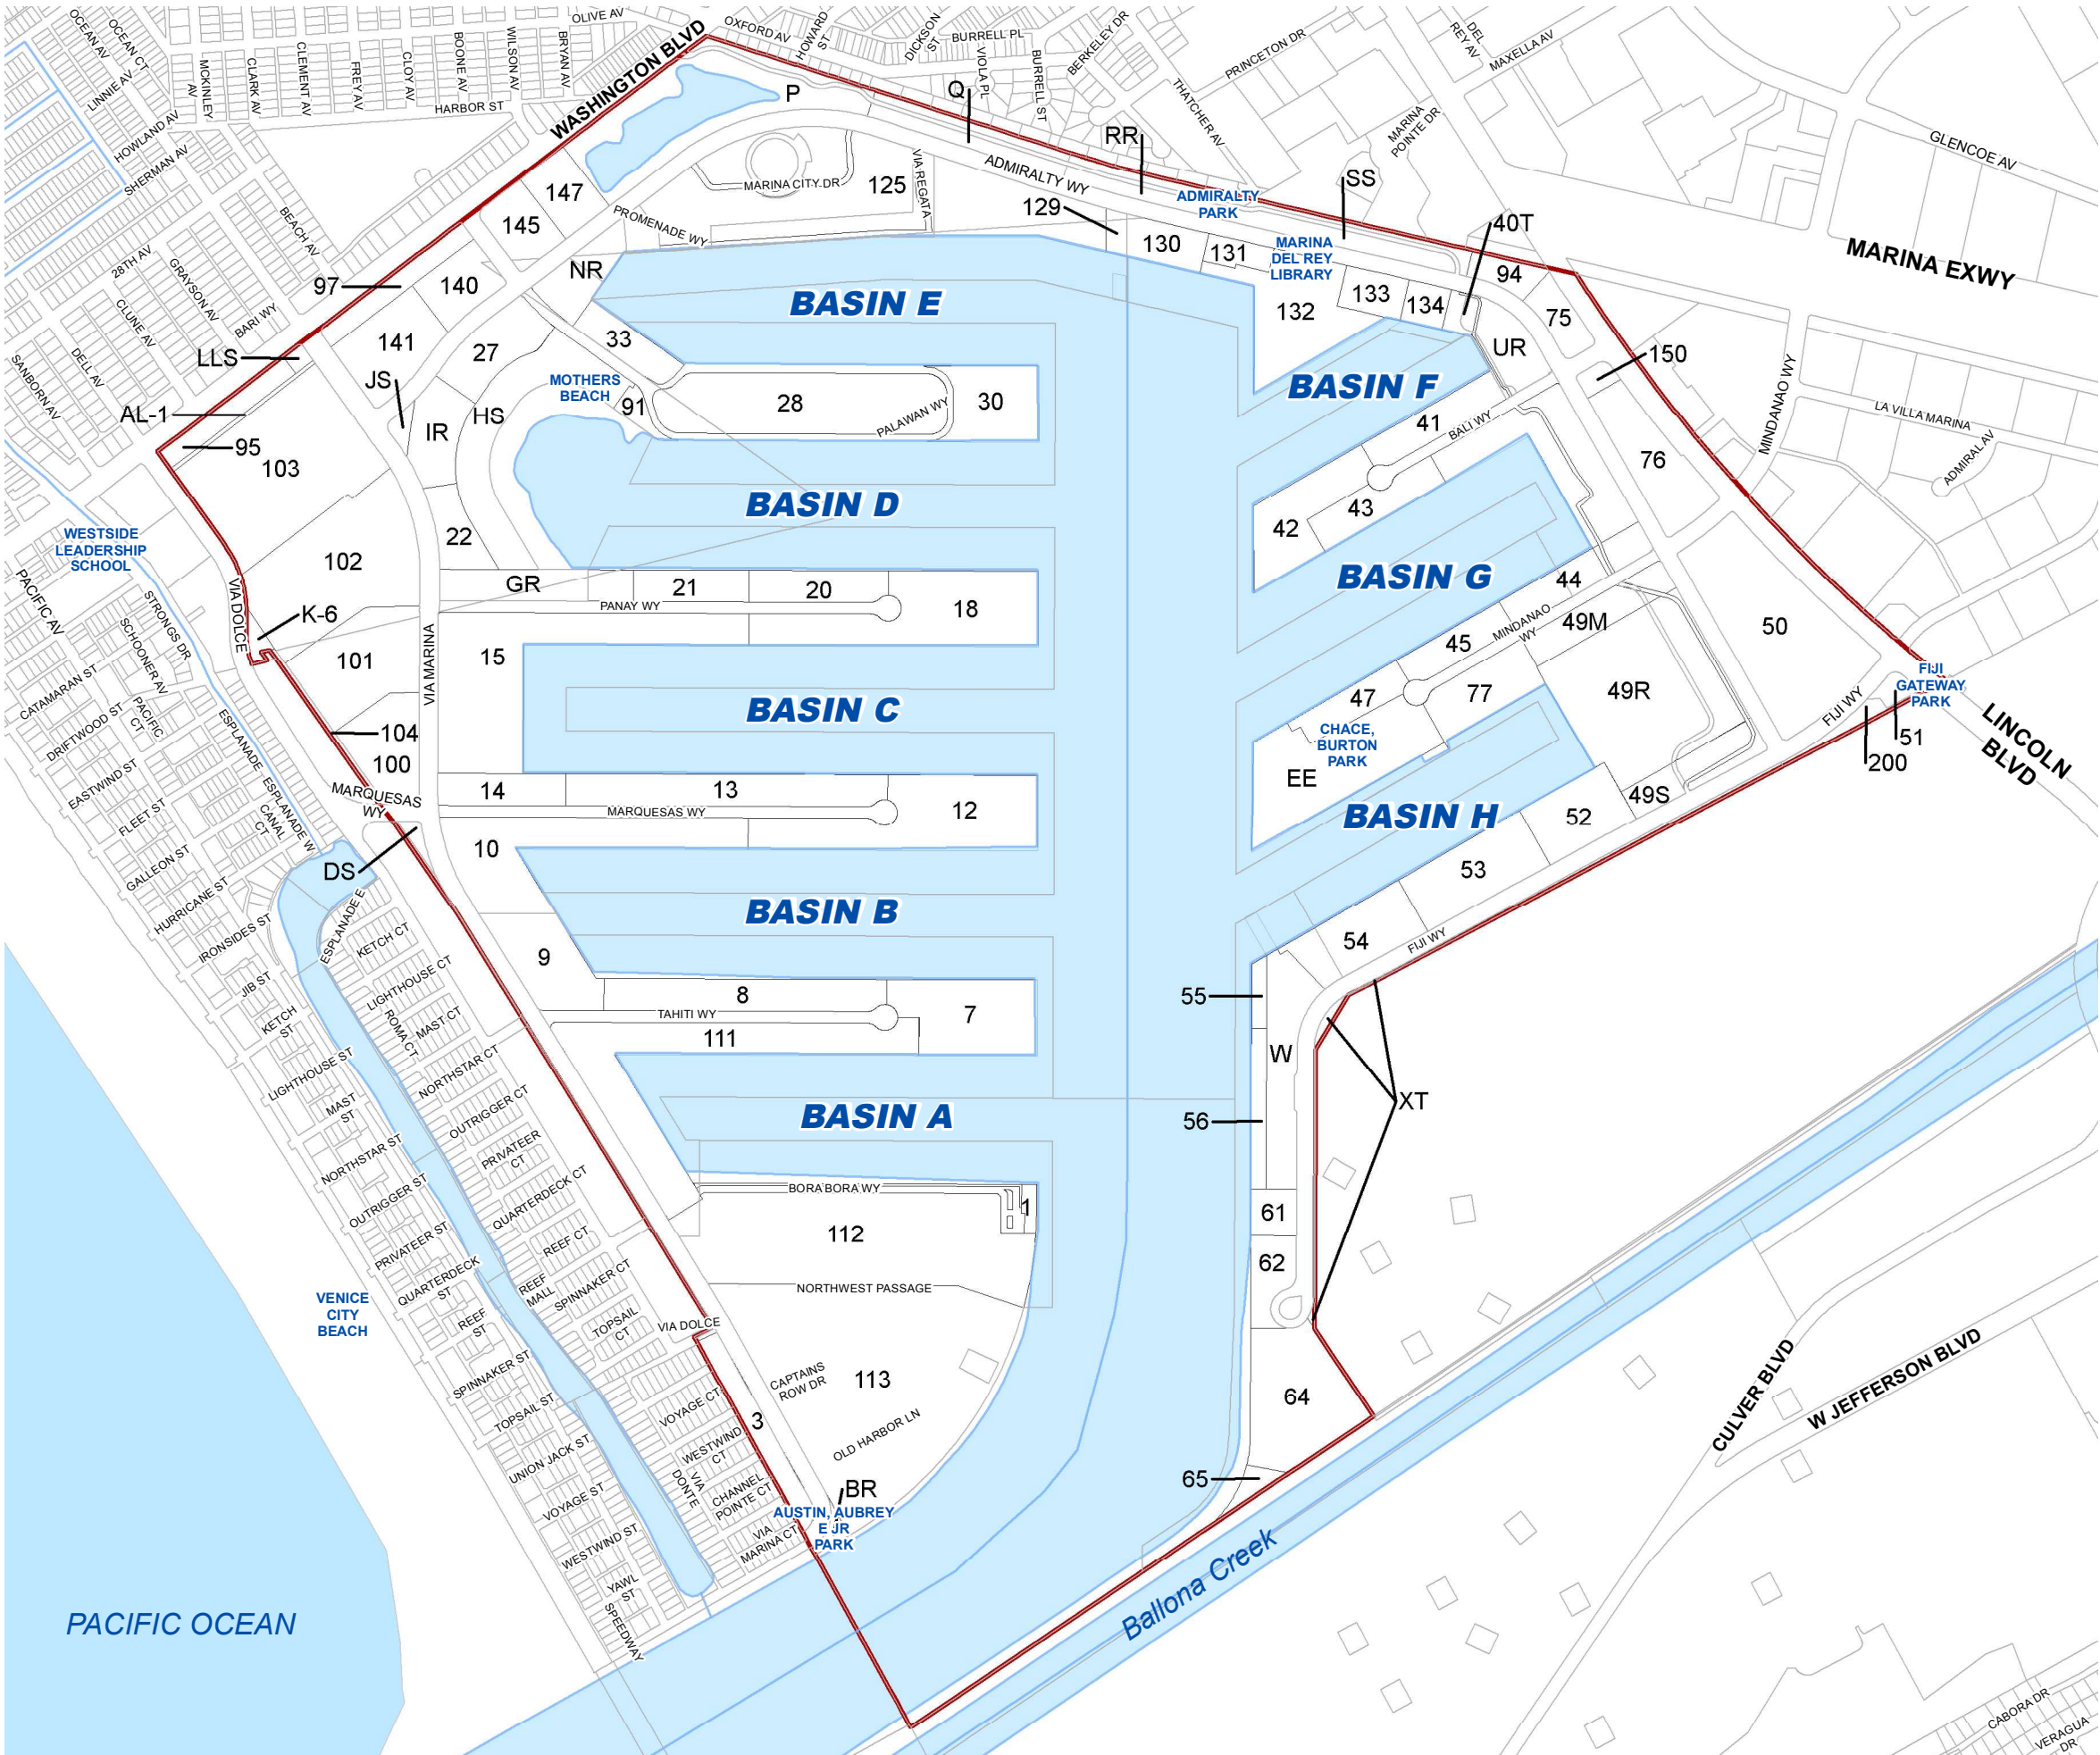 OLIVE AV
OCEAN AV
OCEAN CT
LINNIE AV
HOWLAND AV
SHERMAN AV
MCKINLEY
AV
CLARK AV
CLEMENT AV
FREY AV
CLOY AV
BOONE AV
WILSON AV
BRYAN AV
HARBOR ST
WASHINGTON BLVD
OXFORD AV
HOWARD
ST
DICKSON
ST
BURRELL PL
VIOLA PL
BURRELL ST
BERKELEY DR
THATCHER AV
PRINCETON DR
DEL
REY AV
MAXELLA AV
MARINA
POINTE DR
GLENCOE AV
MARINA EXWY
P
Q
RR
SS
40T
ADMIRALTY WY
ADMIRALTY
PARK
MARINA CITY DR
VIA REGATTA
125
PROMENADE WY
147
145
129
130
131
MARINA
DEL REY
LIBRARY
132
133
134
94
75
UR
150
BEACH AV
28TH AV
GRAYSON AV
CLUNE AV
BARI WY
DELL AV
SANBORN AV
97
140
NR
LLS
141
27
33
JS
AL-1
95
103
IR
HS
MOTHERS
BEACH
91
28
PALAWAN WY
30
BASIN E
BASIN F
41
BALI WY
42
43
76
MINDANAO WY
LA VILLA MARINA
ADMIRAL AV
BASIN D
WESTSIDE
LEADERSHIP
SCHOOL
102
22
GR
21
20
18
PANAY WY
BASIN G
44
49M
MINDANAO
WY
45
50
PACIFIC AV
STRONGS DR
SCHOONER AV
VIA DOLCE
K-6
101
VIA MARINA
15
47
77
49R
CHACE,
BURTON
PARK
EE
FIJI
GATEWAY
PARK
FIJI WY
51
200
LINCOLN
BLVD
CATAMARAN ST
DRIFTWOOD ST
PACIFIC
CT
EASTWIND ST
FLEET ST
GALLEON ST
HURRICANE ST
IRONSIDES ST
ESPLANADE
ESPLANADE W
CANAL
CT
104
100
MARQUESAS
WY
BASIN C
14
13
12
MARQUESAS WY
BASIN H
49S
52
53
54
FIJI WY
DS
10
BASIN B
ESPLANADE E
KETCH CT
LIGHTHOUSE CT
ROMA CT
MAST CT
NORTHSTAR CT
OUTRIGGER CT
PRIVATEER
CT
QUARTERDECK CT
REEF CT
REEF
MALL
SPINNAKER CT
TOPSAIL
CT
VIA DOLCE
JIB ST
KETCH
ST
LIGHTHOUSE ST
MAST
ST
NORTHSTAR ST
OUTRIGGER ST
PRIVATEER ST
QUARTERDECK
ST
REEF
ST
SPINNAKER ST
TOPSAIL ST
UNION JACK ST
VOYAGE ST
WESTWIND ST
YAWL
ST
SPEEDWAY
9
8
7
TAHITI WY
111
55
W
56
XT
BASIN A
BORA BORA WY
1
112
NORTHWEST PASSAGE
61
62
VENICE
CITY
BEACH
CAPTAINS
ROW DR
113
OLD HARBOR LN
3
64
65
VOYAGE CT
WESTWIND
CT
VIA
DONTE
CHANNEL
POINTE CT
VIA
MARINA CT
BR
AUSTIN, AUBREY
E JR
PARK
CULVER BLVD
W JEFFERSON BLVD
Ballona Creek
PACIFIC OCEAN
CABORA DR
VERAGUA
DR